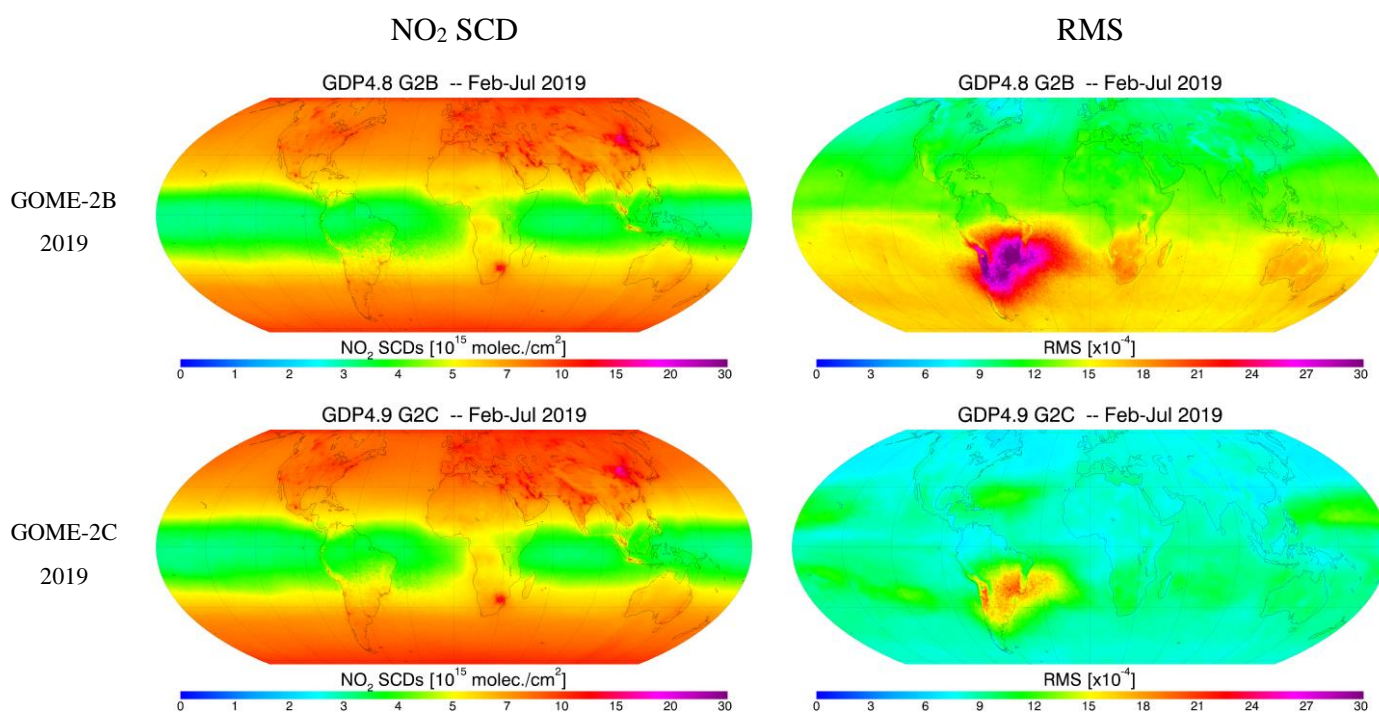 NO₂ SCD RMS
GDP4.8 G2B -- Feb-Jul 2019 GDP4.8 G2B -- Feb-Jul 2019
GOME-2B
2019
NO₂ SCDs [10¹⁵ molec./cm²] RMS [x10⁻⁴]
0 1 2 3 4 5 7 10 15 20 30 0 3 6 9 12 15 18 21 24 27 30
GDP4.9 G2C -- Feb-Jul 2019 GDP4.9 G2C -- Feb-Jul 2019
GOME-2C
2019
NO₂ SCDs [10¹⁵ molec./cm²] RMS [x10⁻⁴]
0 1 2 3 4 5 7 10 15 20 30 0 3 6 9 12 15 18 21 24 27 30